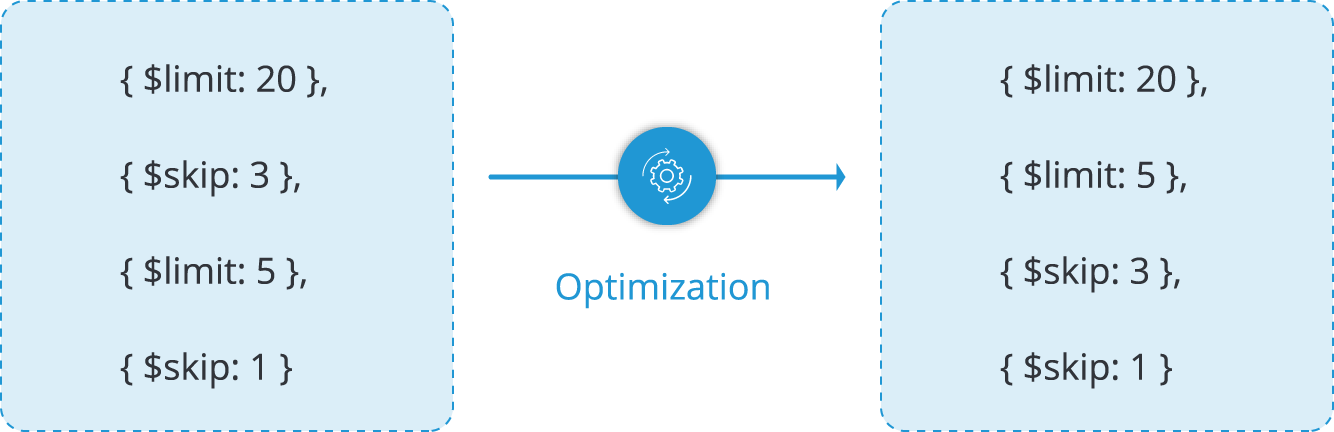 { $limit: 20 },
{ $skip: 3 },
{ $limit: 5 },
{ $skip: 1 }
Optimization
{ $limit: 20 },
{ $limit: 5 },
{ $skip: 3 },
{ $skip: 1 }